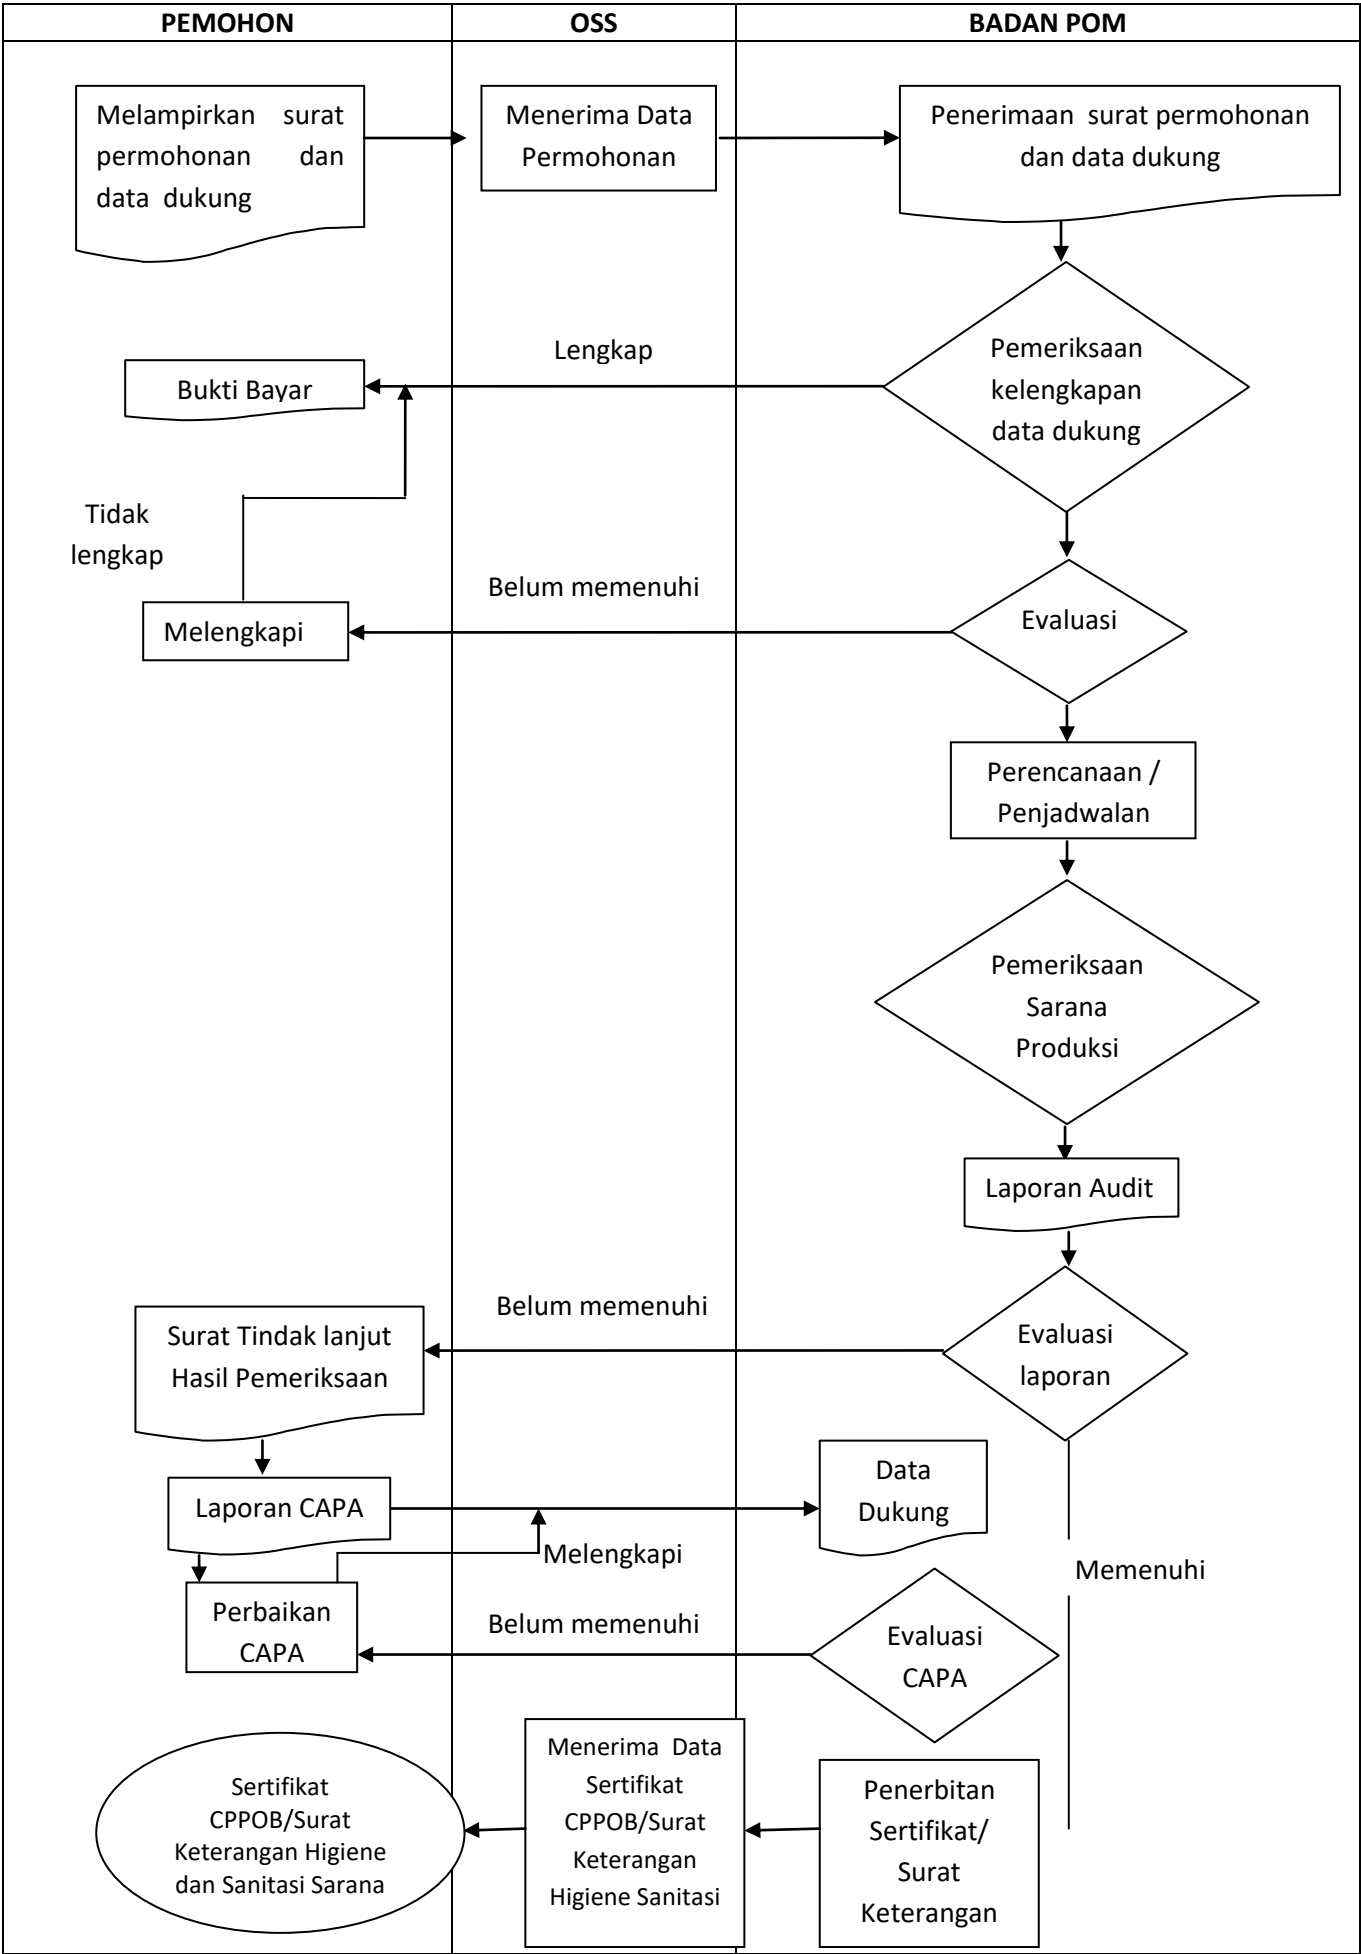 PEMOHON
OSS
BADAN POM
Melampirkan surat
permohonan dan
data dukung
Menerima Data
Permohonan
Penerimaan surat permohonan
dan data dukung
Lengkap
Bukti Bayar
Pemeriksaan
kelengkapan
data dukung
Tidak
lengkap
Belum memenuhi
Melengkapi
Evaluasi
Perencanaan /
Penjadwalan
Pemeriksaan
Sarana
Produksi
Laporan Audit
Belum memenuhi
Surat Tindak lanjut
Hasil Pemeriksaan
Evaluasi
laporan
Laporan CAPA
Data
Dukung
Melengkapi
Memenuhi
Perbaikan
CAPA
Belum memenuhi
Evaluasi
CAPA
Sertifikat
CPPOB/Surat
Keterangan Higiene
dan Sanitasi Sarana
Menerima Data
Sertifikat
CPPOB/Surat
Keterangan
Higiene Sanitasi
Penerbitan
Sertifikat/
Surat
Keterangan